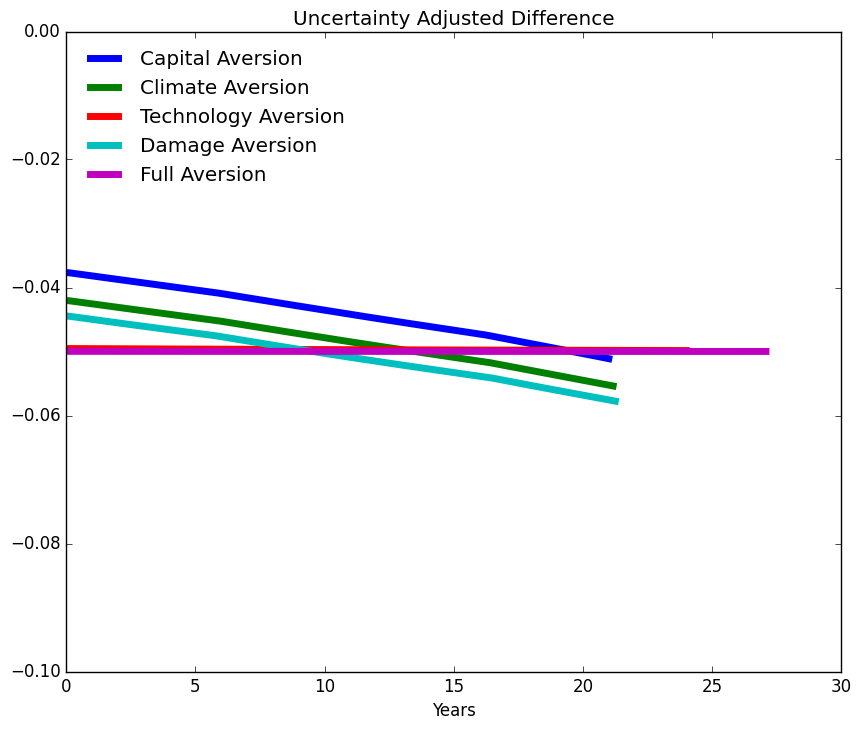 Uncertainty Adjusted Difference
0.00
Capital Aversion
Climate Aversion
Technology Aversion
Damage Aversion
Full Aversion
−0.02
−0.04
−0.06
−0.08
−0.10
0 5 10 15 20 25 30
Years